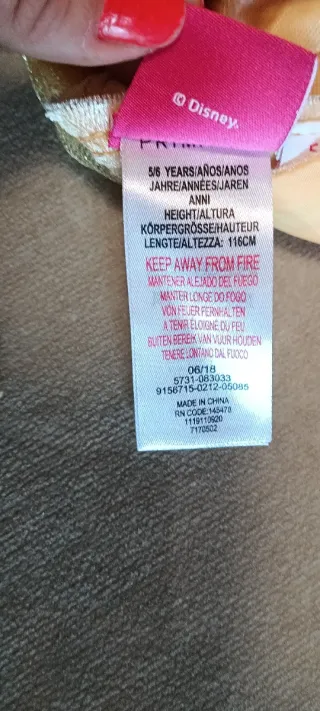 © Disney.
5/6 YEARS/AÑOS/ANOS
JAHRE/ANNÉES/JAREN
ANNI
HEIGHT/ALTURA
KÖRPERGRÖSSE/HAUTEUR
LENGTE/ALTEZZA: 116CM
KEEP AWAY FROM FIRE
MANTENER ALEJADO DEL FUEGO
MANTER LONGE DO FOGO
VON FEUER FERNHALTEN
A TENIR ÉLOIGNÉ DU FEU
BUITEN BEREIK VAN VUUR HOUDEN
TENERE LONTANO DAL FUOCO
06/18
5731-083033
9156715-0212-05085
MADE IN CHINA
RN CODE:145470
1119110920
7170502